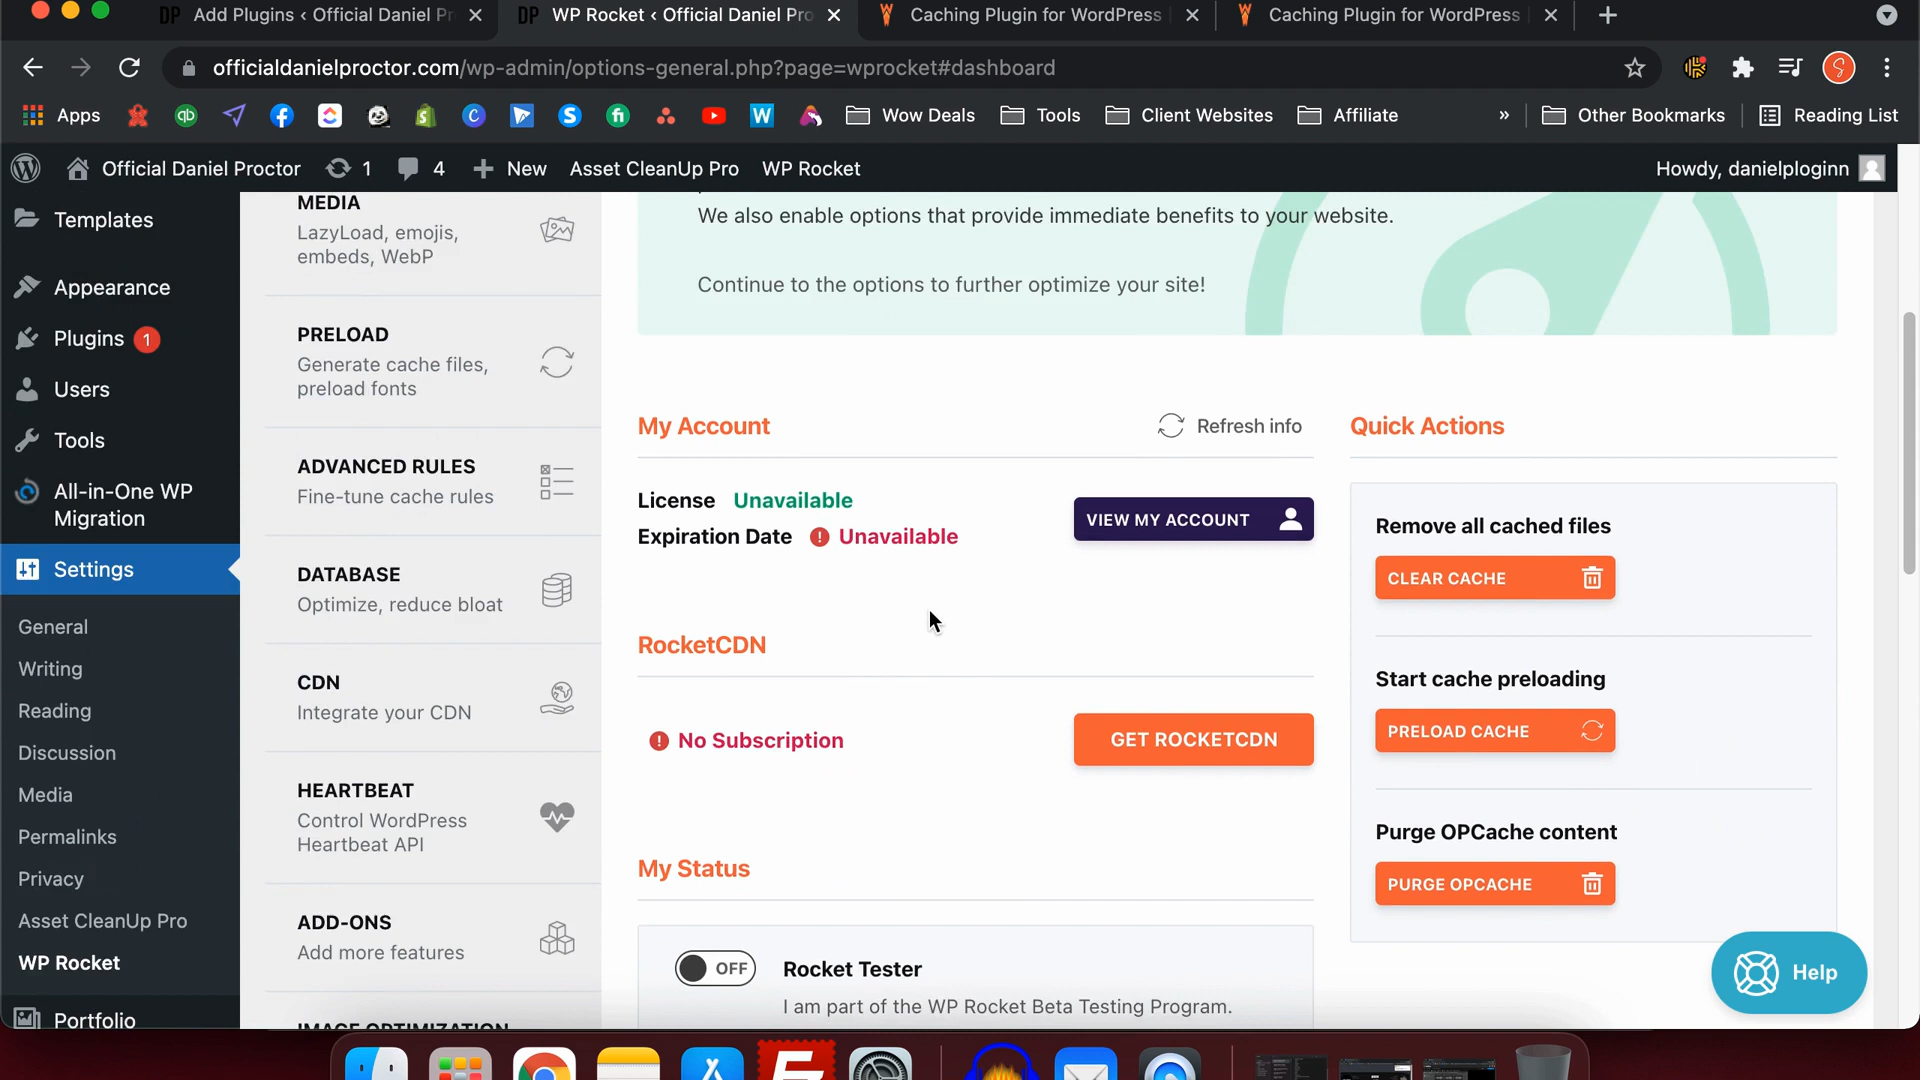 DP Add Plugins ‹ Official Daniel Pr
DP WP Rocket ‹ Official Daniel Pro
Caching Plugin for WordPress
Caching Plugin for WordPress
officialdanielproctor.com/wp-admin/options-general.php?page=wprocket#dashboard
Apps
Wow Deals
Tools
Client Websites
Affiliate
»
Other Bookmarks
Reading List
Official Daniel Proctor
1
4
New
Asset CleanUp Pro
WP Rocket
Howdy, danielploginn
Templates
Appearance
Plugins 1
Users
Tools
All-in-One WP
Migration
Settings
General
Writing
Reading
Discussion
Media
Permalinks
Privacy
Asset CleanUp Pro
WP Rocket
Portfolio
MEDIA
LazyLoad, emojis,
embeds, WebP
PRELOAD
Generate cache files,
preload fonts
ADVANCED RULES
Fine-tune cache rules
DATABASE
Optimize, reduce bloat
CDN
Integrate your CDN
HEARTBEAT
Control WordPress
Heartbeat API
ADD-ONS
Add more features
IMAGE OPTIMIZATION
We also enable options that provide immediate benefits to your website.
Continue to the options to further optimize your site!
My Account
Refresh info
License Unavailable
Expiration Date ! Unavailable
VIEW MY ACCOUNT
RocketCDN
! No Subscription
GET ROCKETCDN
My Status
OFF
Rocket Tester
I am part of the WP Rocket Beta Testing Program.
Quick Actions
Remove all cached files
CLEAR CACHE
Start cache preloading
PRELOAD CACHE
Purge OPCache content
PURGE OPCACHE
Help